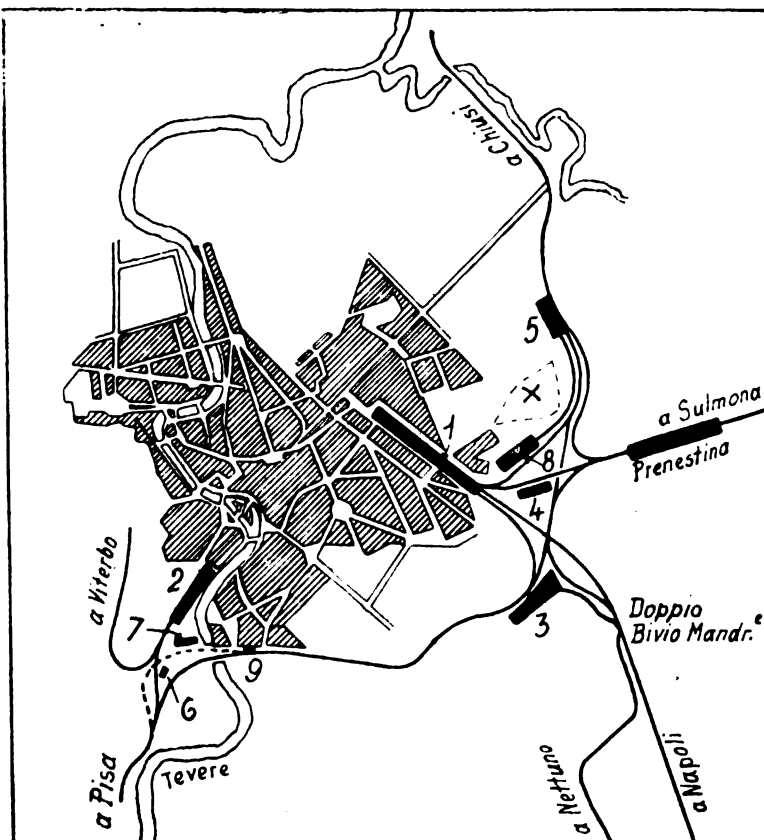 a Chiusi
5
X
a Sulmona
1
8
Prenestina
4
a Viterbo
2
3
Doppio
Bivio Mandr.e
7
9
6
a Pisa
Tevere
a Nettuno
a Napoli